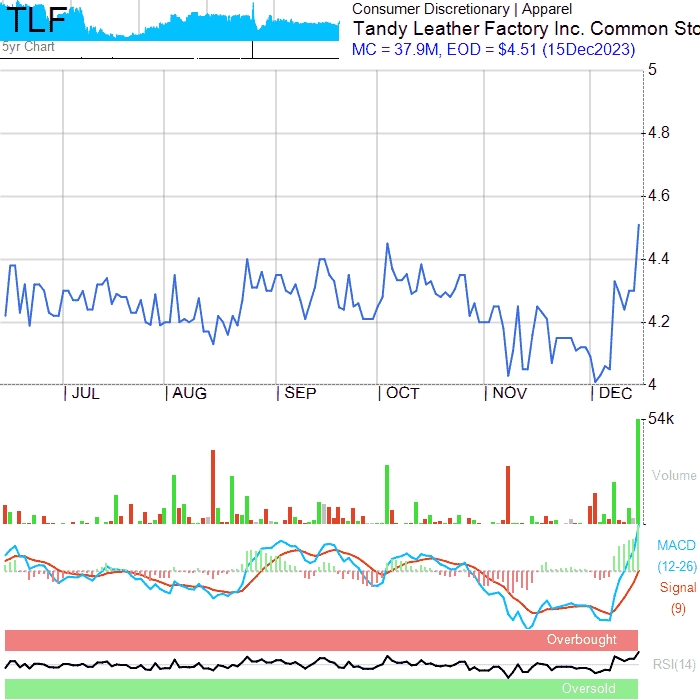 TLF
5yr Chart
Consumer Discretionary | Apparel
Tandy Leather Factory Inc. Common Sto
MC = 37.9M, EOD = $4.51 (15Dec2023)
5
4.8
4.6
4.4
4.2
4
JUL AUG SEP OCT NOV DEC
54k
Volume
MACD
(12-26)
Signal
(9)
Overbought
RSI(14)
Oversold